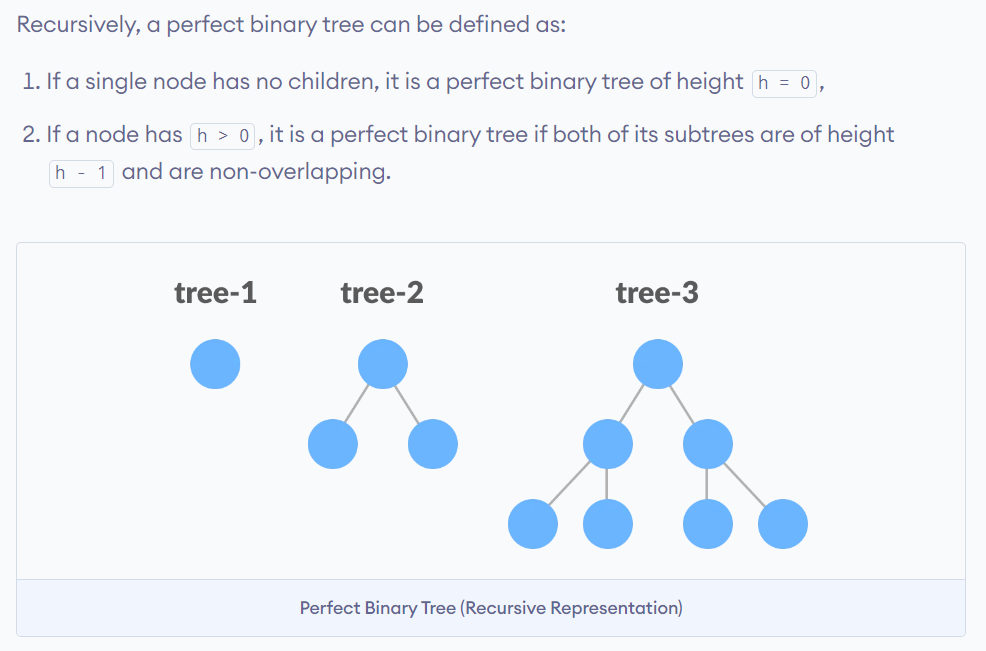 Recursively, a perfect binary tree can be defined as:
1. If a single node has no children, it is a perfect binary tree of height h = 0,
2. If a node has h > 0, it is a perfect binary tree if both of its subtrees are of height
h - 1 and are non-overlapping.
tree-1 tree-2 tree-3
Perfect Binary Tree (Recursive Representation)